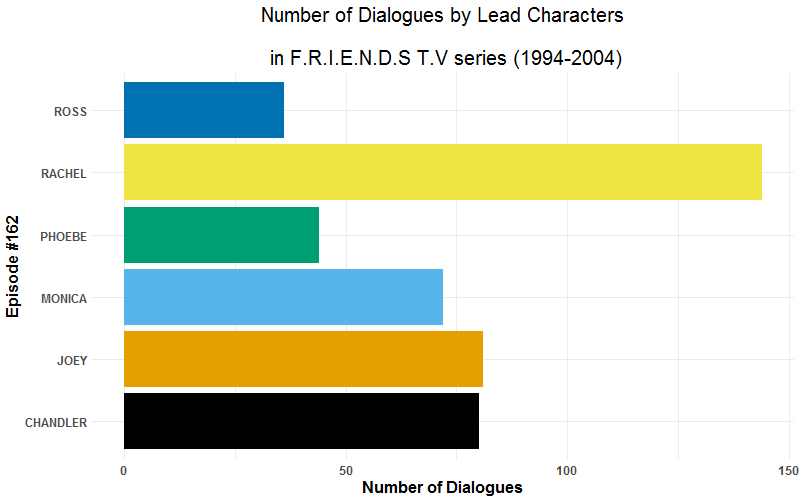 Number of Dialogues by Lead Characters
in F.R.I.E.N.D.S T.V series (1994-2004)
Episode #162
ROSS
RACHEL
PHOEBE
MONICA
JOEY
CHANDLER
0 50 100 150
Number of Dialogues